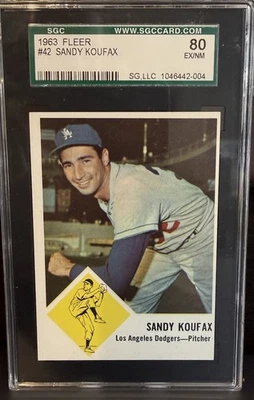 SGC WWW.SGCCARD.COM
1963 FLEER 80
#42 SANDY KOUFAX EX/NM
SG,LLC 1046442-004
LA
SANDY KOUFAX
Los Angeles Dodgers—Pitcher